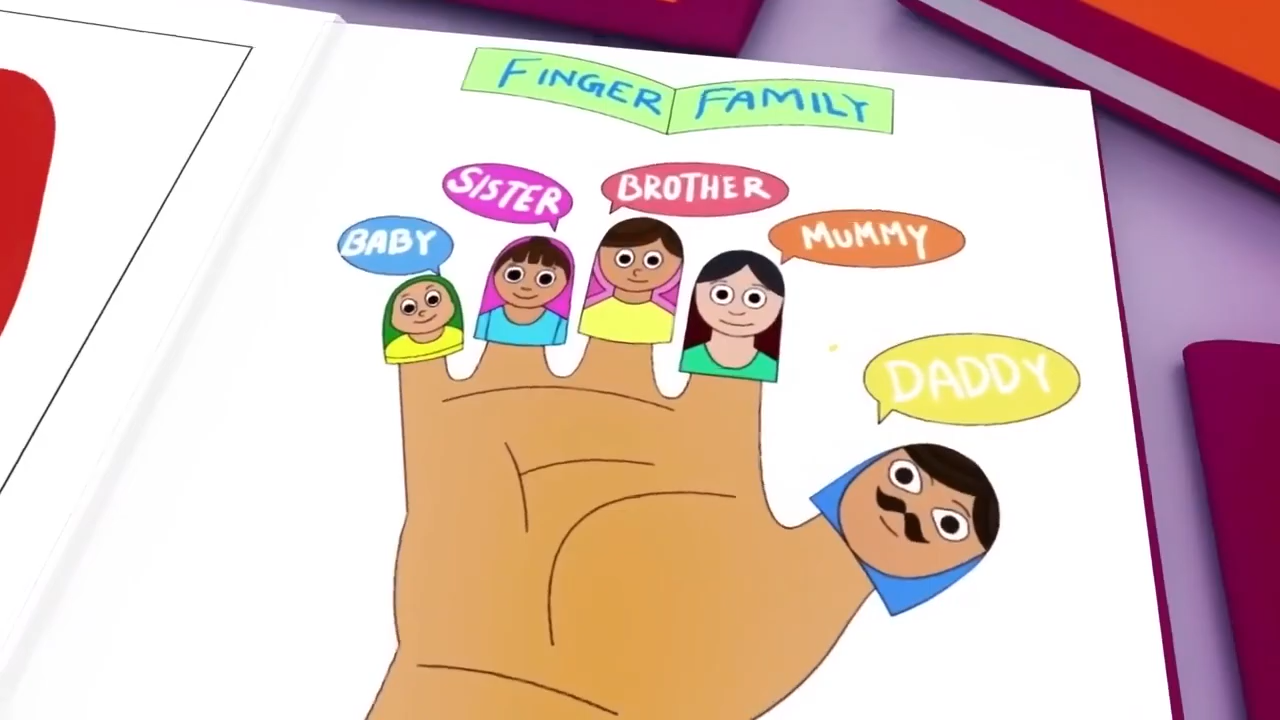 FINGER FAMILY
SISTER
BROTHER
BABY
MUMMY
DADDY